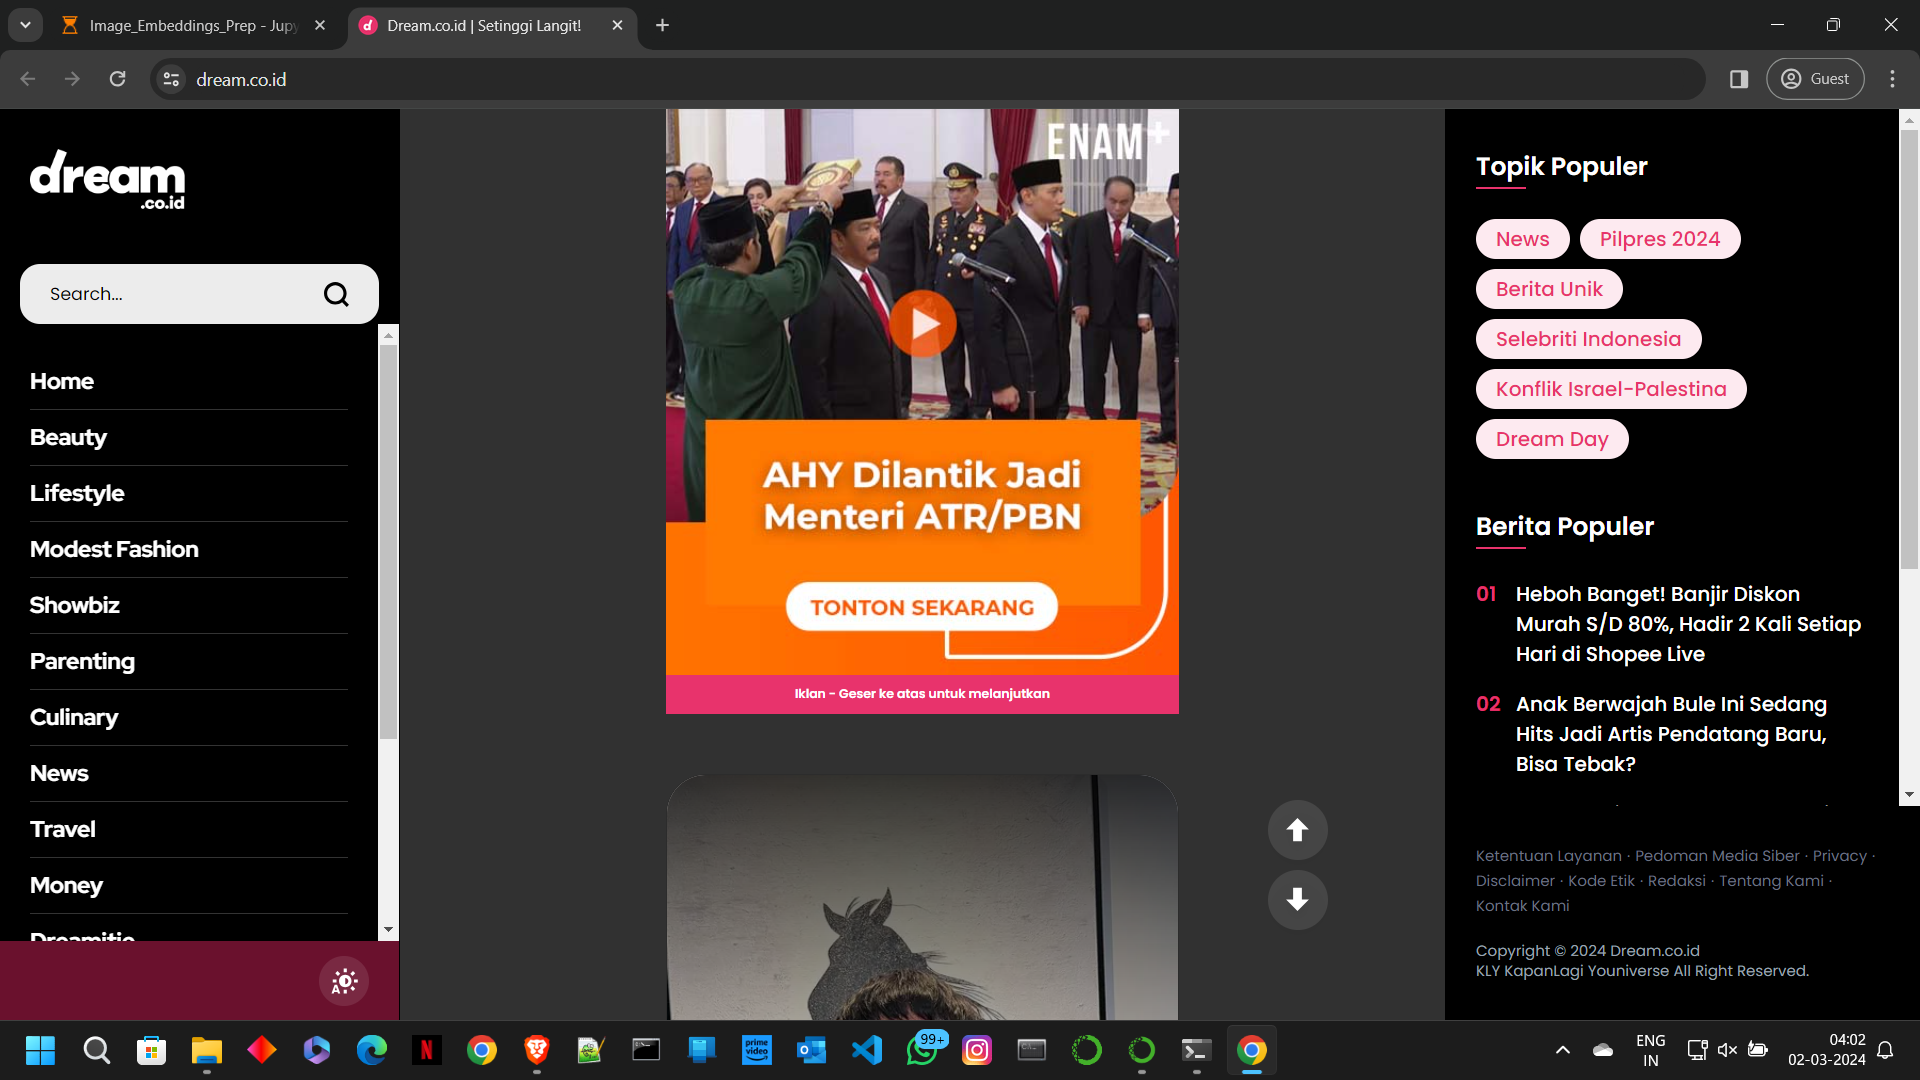 Image_Embeddings_Prep - Jupy
Dream.co.id | Setinggi Langit!
dream.co.id
Guest
dream
.co.id
Search...
Home
Beauty
Lifestyle
Modest Fashion
Showbiz
Parenting
Culinary
News
Travel
Money
Dreamitie
ENAM+
AHY Dilantik Jadi
Menteri ATR/PBN
TONTON SEKARANG
Iklan - Geser ke atas untuk melanjutkan
Topik Populer
News
Pilpres 2024
Berita Unik
Selebriti Indonesia
Konflik Israel-Palestina
Dream Day
Berita Populer
01 Heboh Banget! Banjir Diskon
Murah S/D 80%, Hadir 2 Kali Setiap
Hari di Shopee Live
02 Anak Berwajah Bule Ini Sedang
Hits Jadi Artis Pendatang Baru,
Bisa Tebak?
Ketentuan Layanan · Pedoman Media Siber · Privacy ·
Disclaimer · Kode Etik · Redaksi · Tentang Kami ·
Kontak Kami
Copyright © 2024 Dream.co.id
KLY KapanLagi Youniverse All Right Reserved.
prime
video
99+
ENG
IN
04:02
02-03-2024